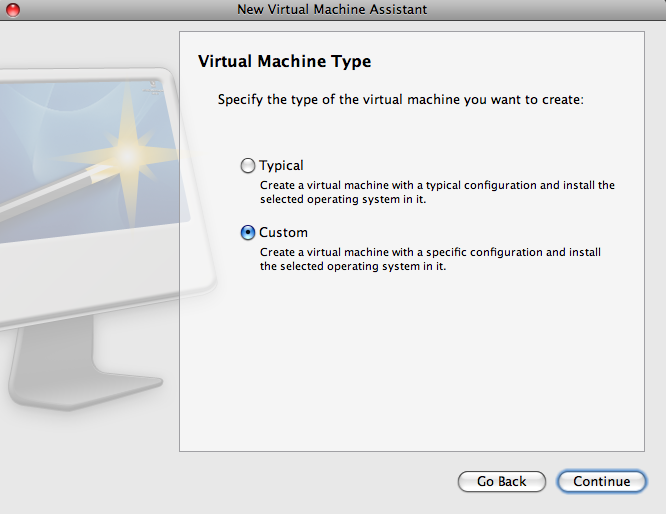 New Virtual Machine Assistant
Virtual Machine Type
Specify the type of the virtual machine you want to create:
Typical
Create a virtual machine with a typical configuration and install the
selected operating system in it.
Custom
Create a virtual machine with a specific configuration and install
the selected operating system in it.
Go Back
Continue